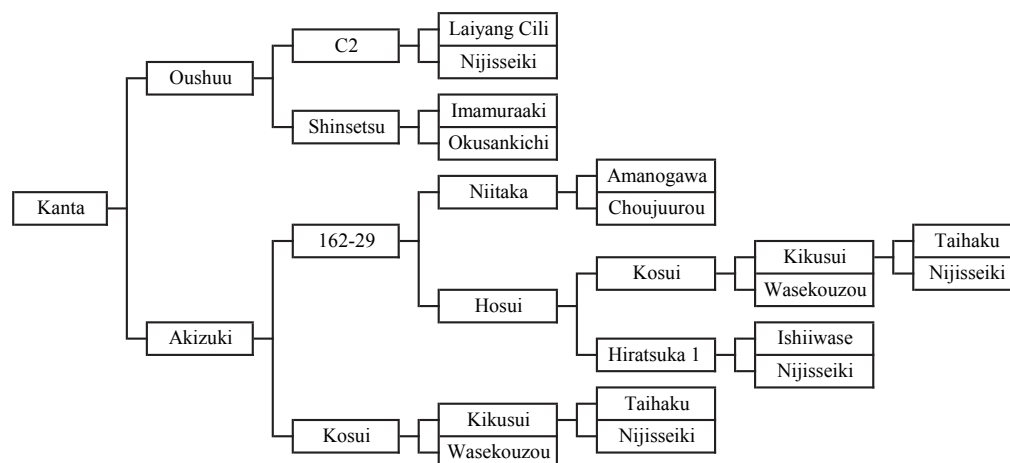 Laiyang Cili
C2
Nijisseiki
Oushuu
Imamuraaki
Shinsetsu
Okusankichi
Amanogawa
Niitaka
Choujuurou
Kanta
162-29
Taihaku
Kikusui
Kosui
Nijisseiki
Wasekouzou
Hosui
Ishiiwase
Akizuki
Hiratsuka 1
Nijisseiki
Taihaku
Kikusui
Kosui
Nijisseiki
Wasekouzou